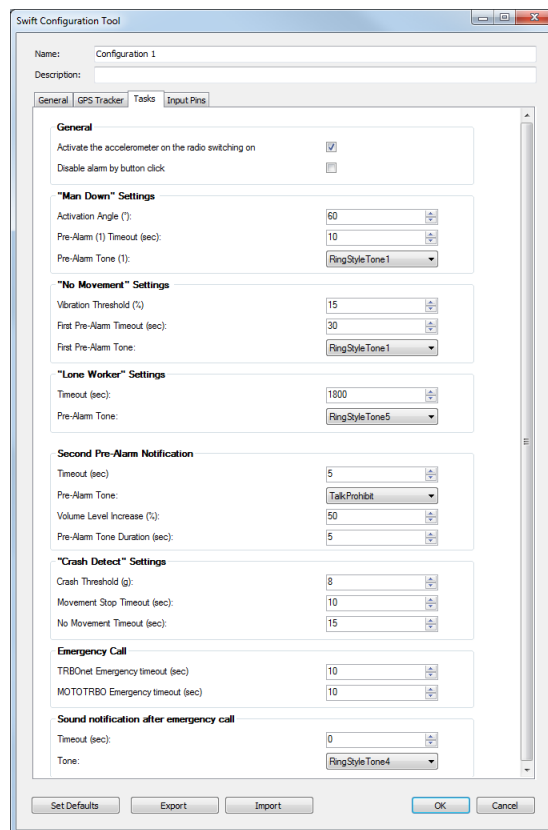 Swift Configuration Tool
Name: Configuration 1
Description:
General GPS Tracker Tasks Input Pins
General
Activate the accelerometer on the radio switching on
Disable alarm by button click
"Man Down" Settings
Activation Angle (°): 60
Pre-Alarm (1) Timeout (sec): 10
Pre-Alarm Tone (1): RingStyleTone1
"No Movement" Settings
Vibration Threshold (%) 15
First Pre-Alarm Timeout (sec): 30
First Pre-Alarm Tone: RingStyleTone1
"Lone Worker" Settings
Timeout (sec): 1800
Pre-Alarm Tone: RingStyleTone5
Second Pre-Alarm Notification
Timeout (sec) 5
Pre-Alarm Tone: TalkProhibit
Volume Level Increase (%): 50
Pre-Alarm Tone Duration (sec): 5
"Crash Detect" Settings
Crash Threshold (g): 8
Movement Stop Timeout (sec): 10
No Movement Timeout (sec): 15
Emergency Call
TRBOnet Emergency timeout (sec) 10
MOTOTRBO Emergency timeout (sec) 10
Sound notification after emergency call
Timeout (sec): 0
Tone: RingStyleTone4
Set Defaults Export Import OK Cancel